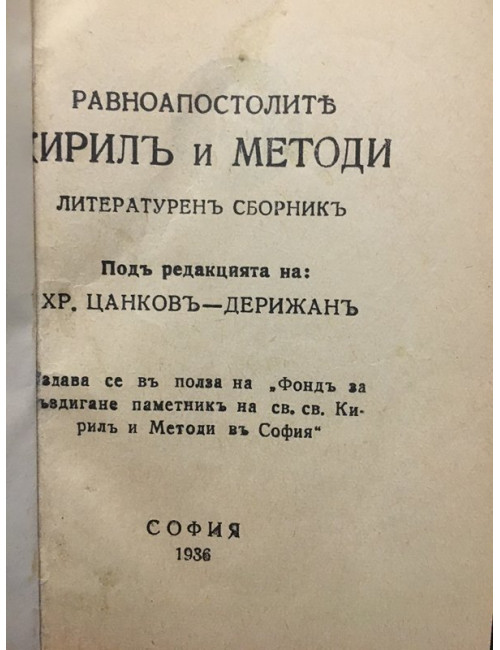 РАВНОАПОСТОЛИТѢ
КИРИЛЪ и МЕТОДИ
ЛИТЕРАТУРЕНЪ СБОРНИКЪ
Подъ редакцията на:
ХР. ЦАНКОВЪ—ДЕРИЖАНЪ
Издава се въ полза на „Фондъ за
въздигане паметникъ на св. св. Ки-
рилъ и Методи въ София“
СОФИЯ
1936